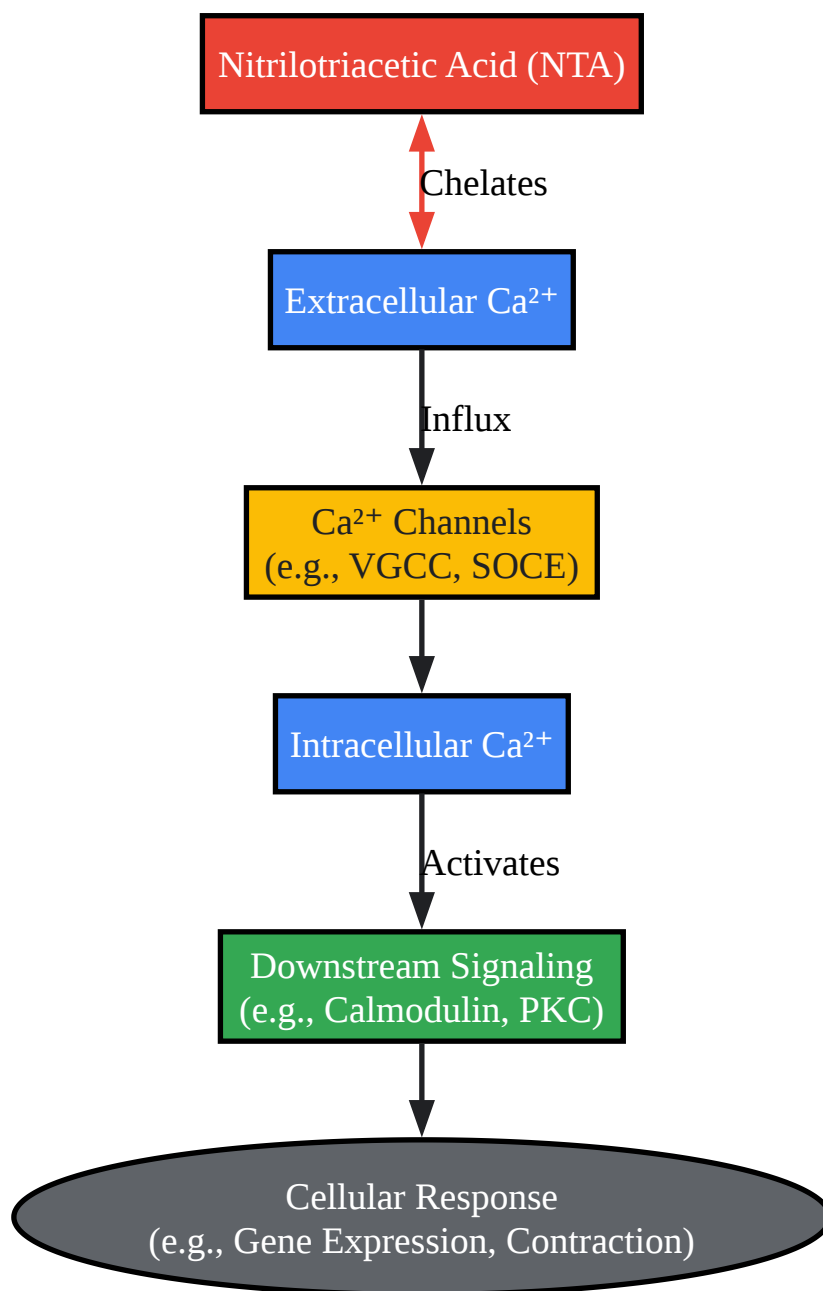 Nitrilotriacetic Acid (NTA)
Chelates
Extracellular Ca²⁺
Influx
Ca²⁺ Channels
(e.g., VGCC, SOCE)
Intracellular Ca²⁺
Activates
Downstream Signaling
(e.g., Calmodulin, PKC)
Cellular Response
(e.g., Gene Expression, Contraction)